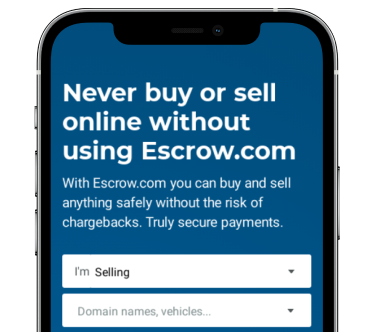 Never buy or sell
online without
using Escrow.com
With Escrow.com you can buy and sell
anything safely without the risk of
chargebacks. Truly secure payments.
I'm Selling
Domain names, vehicles...